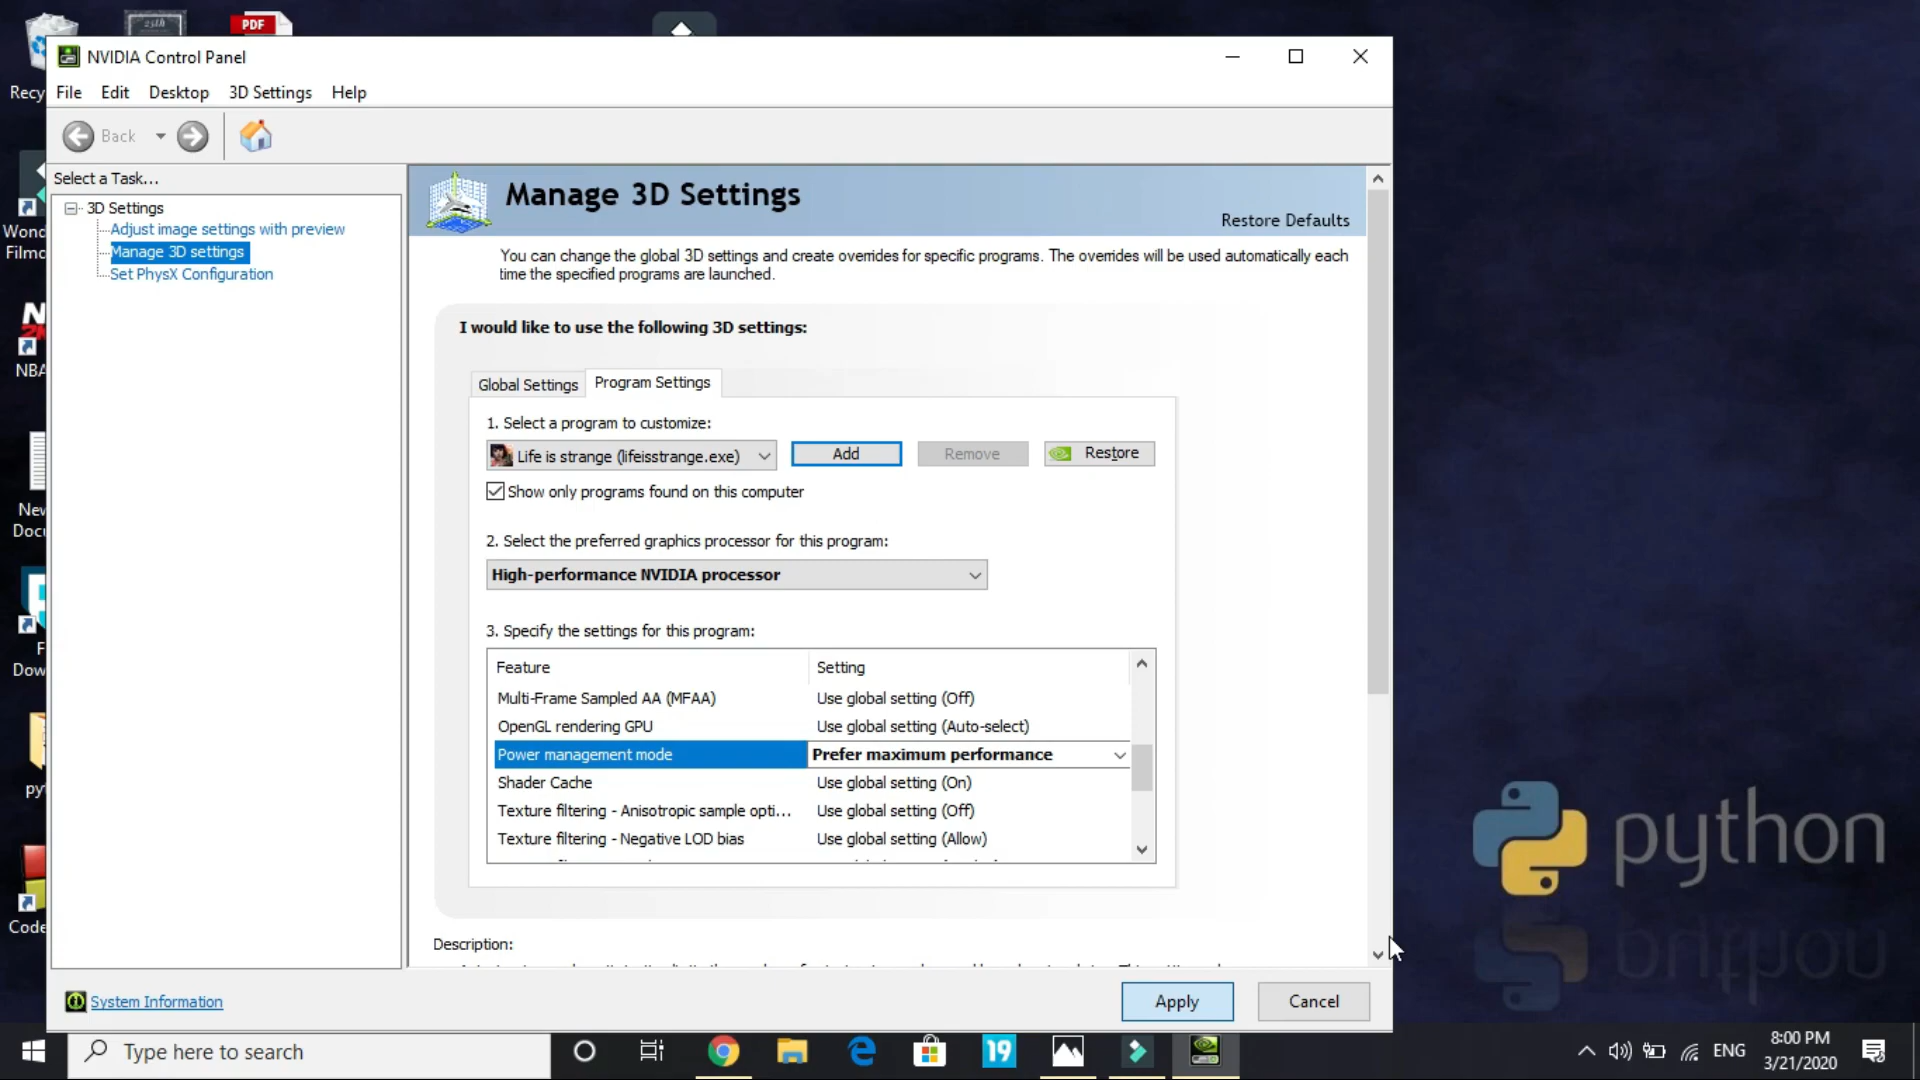 25th
PDF
Recy
NVIDIA Control Panel
File Edit Desktop 3D Settings Help
Back
Select a Task...
3D Settings
Adjust image settings with preview
Manage 3D settings
Set PhysX Configuration
Wond
Filmo
NBA
New
Docu
F
Dow
py
Code
Manage 3D Settings
Restore Defaults
You can change the global 3D settings and create overrides for specific programs. The overrides will be used automatically each
time the specified programs are launched.
I would like to use the following 3D settings:
Global Settings Program Settings
1. Select a program to customize:
Life is strange (lifeisstrange.exe) Add Remove Restore
Show only programs found on this computer
2. Select the preferred graphics processor for this program:
High-performance NVIDIA processor
3. Specify the settings for this program:
Feature Setting
Multi-Frame Sampled AA (MFAA) Use global setting (Off)
OpenGL rendering GPU Use global setting (Auto-select)
Power management mode Prefer maximum performance
Shader Cache Use global setting (On)
Texture filtering - Anisotropic sample opti... Use global setting (Off)
Texture filtering - Negative LOD bias Use global setting (Allow)
Description:
System Information
Apply Cancel
python
Type here to search
19
ENG
8:00 PM
3/21/2020